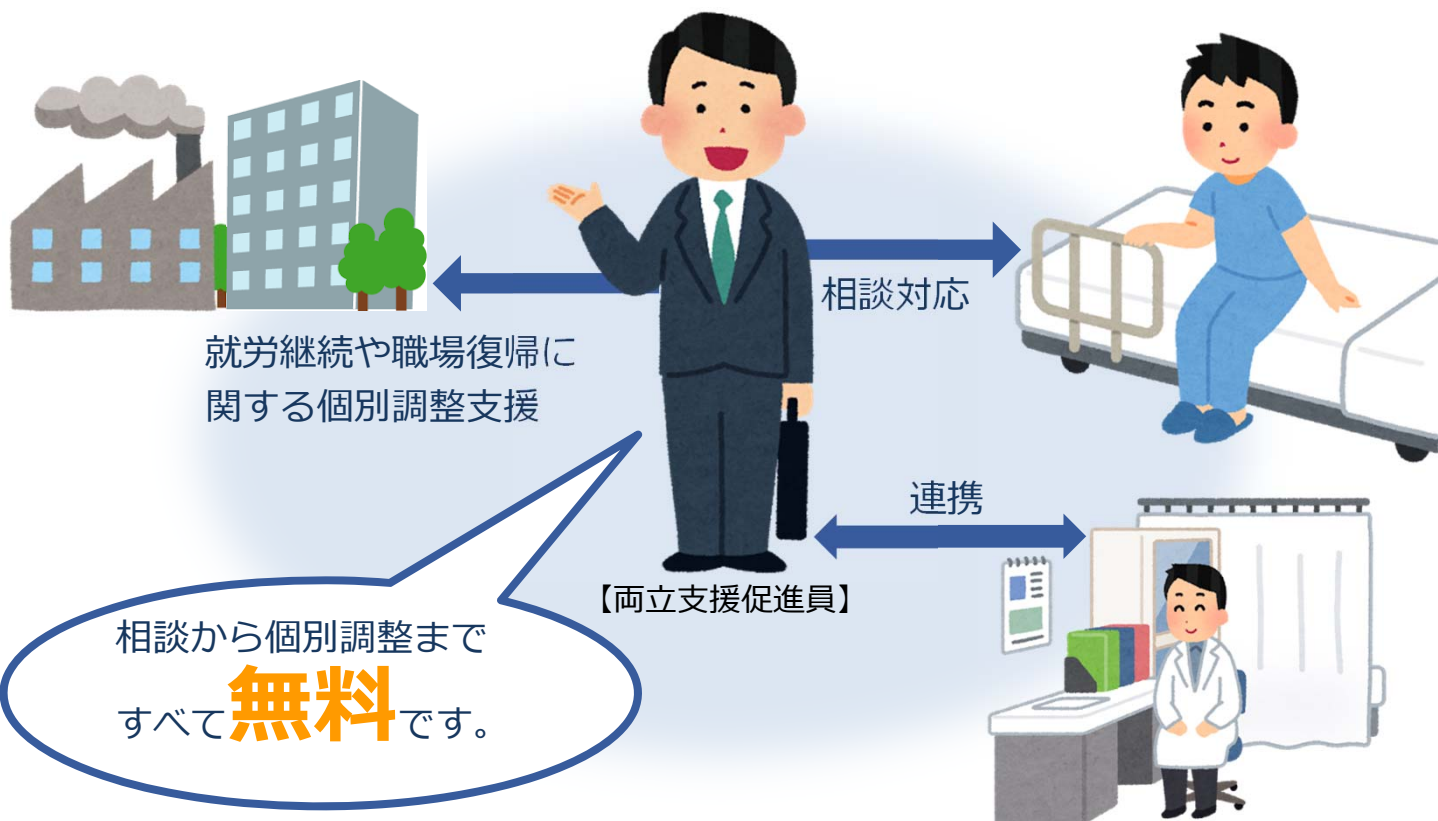 相談対応
就労継続や職場復帰に
関する個別調整支援
連携
【両立支援促進員】
相談から個別調整まで
すべて無料です。